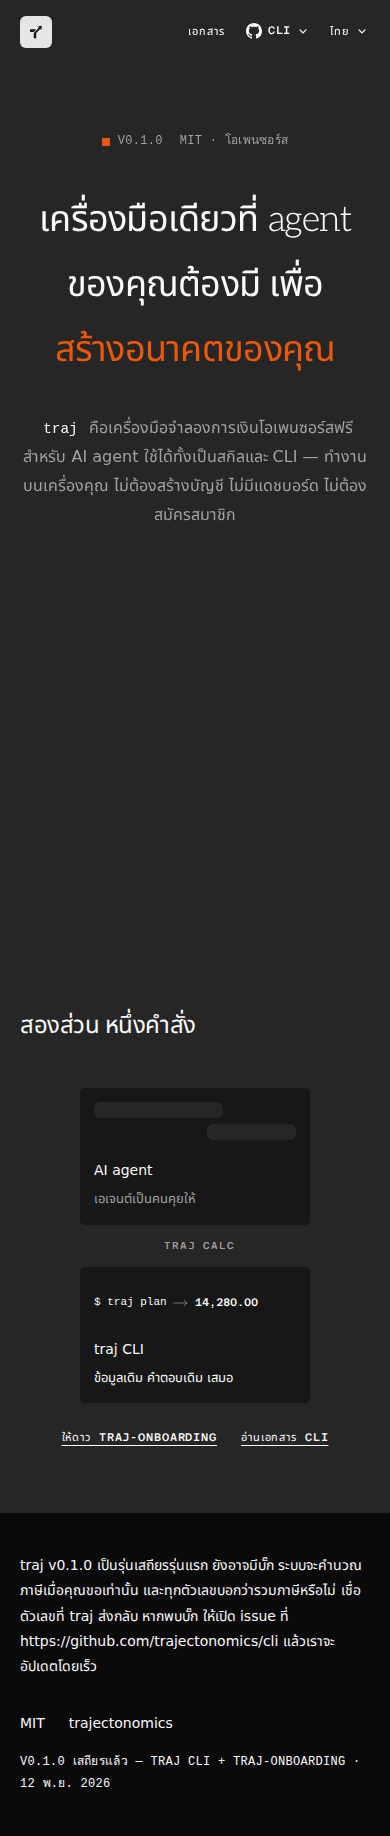 เอกสาร CLI ไทย
V0.1.0 MIT · โอเพนซอร์ส
เครื่องมือเดียวที่ agent
ของคุณต้องมี เพื่อ
สร้างอนาคตของคุณ
traj คือเครื่องมือจำลองการเงินโอเพนซอร์สฟรี
สำหรับ AI agent ใช้ได้ทั้งเป็นสกิลและ CLI — ทำงาน
บนเครื่องคุณ ไม่ต้องสร้างบัญชี ไม่มีแดชบอร์ด ไม่ต้อง
สมัครสมาชิก
สองส่วน หนึ่งคำสั่ง
AI agent
เอเจนต์เป็นคนคุยให้
TRAJ CALC
$ traj plan → 14,280.00
traj CLI
ข้อมูลเดิม คำตอบเดิม เสมอ
ให้ดาว TRAJ-ONBOARDING อ่านเอกสาร CLI
traj v0.1.0 เป็นรุ่นเสถียรรุ่นแรก ยังอาจมีบั๊ก ระบบจะคำนวณ
ภาษีเมื่อคุณขอเท่านั้น และทุกตัวเลขบอกว่ารวมภาษีหรือไม่ เชื่อ
ตัวเลขที่ traj ส่งกลับ หากพบบั๊ก ให้เปิด issue ที่
https://github.com/trajectonomics/cli แล้วเราจะ
อัปเดตโดยเร็ว
MIT trajectonomics
V0.1.0 เสถียรแล้ว — TRAJ CLI + TRAJ-ONBOARDING ·
12 พ.ย. 2026